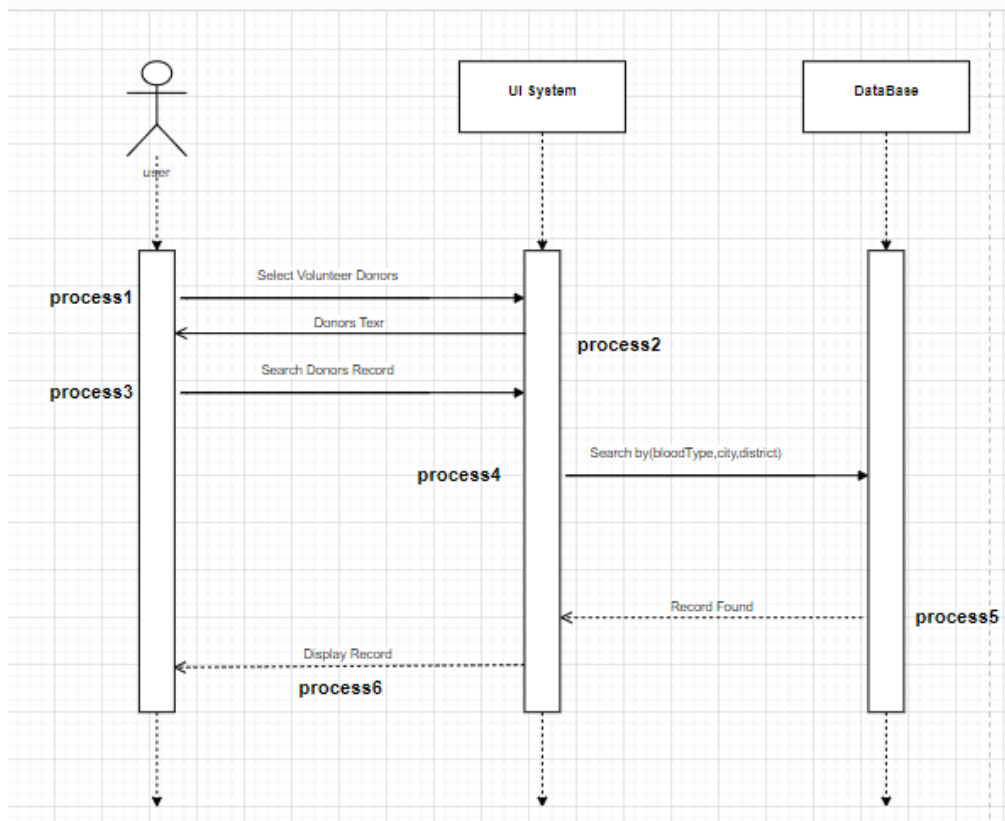 UI System
DataBase
user
Select Volunteer Donors
process1
Donors Texr
process2
Search Donors Record
process3
Search by(bloodType,city,district)
process4
Record Found
process5
Display Record
process6